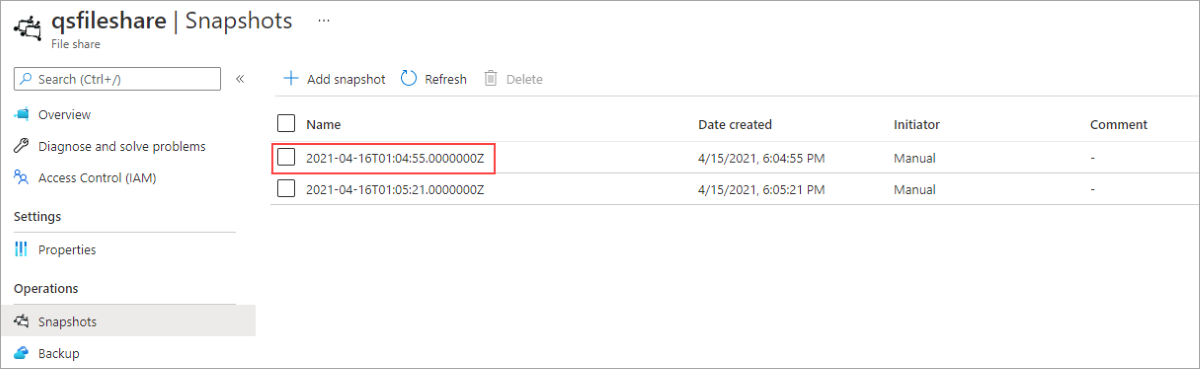 qsfileshare | Snapshots ...
File share
Search (Ctrl+/) «
Overview
Diagnose and solve problems
Access Control (IAM)
Settings
Properties
Operations
Snapshots
Backup
Add snapshot Refresh Delete
Name Date created Initiator Comment
2021-04-16T01:04:55.0000000Z 4/15/2021, 6:04:55 PM Manual -
2021-04-16T01:05:21.0000000Z 4/15/2021, 6:05:21 PM Manual -